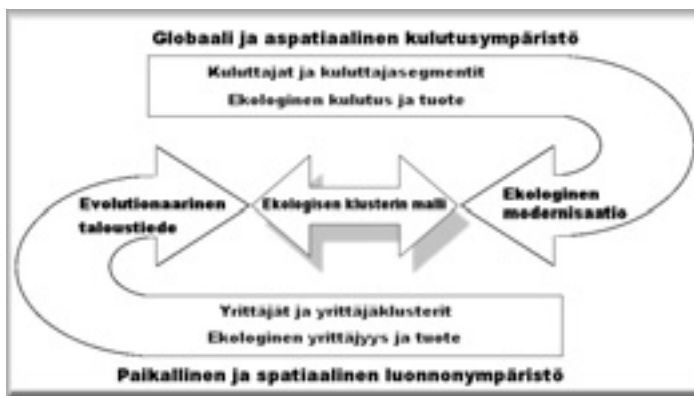 Globaali ja aspatiaalinen kulutusympäristö
Kuluttajat ja kuluttajasegmentit
Ekologinen kulutus ja tuote
Evolutionaarinen
taloustiede
Ekologisen klusterin malli
Ekologinen
modernisaatio
Yrittäjät ja yrittäjäklusterit
Ekologinen yrittäjyys ja tuote
Paikallinen ja spatiaalinen luonnonympäristö